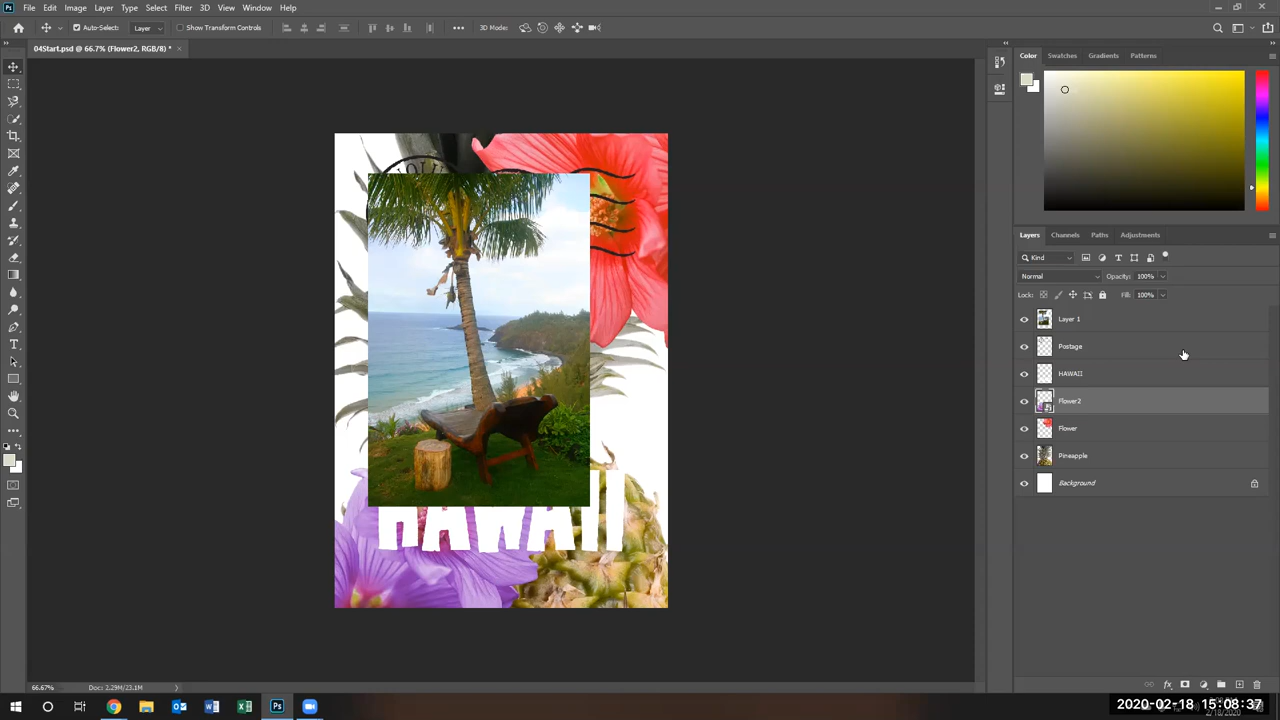 Ps File Edit Image Layer Type Select Filter 3D View Window Help
Auto-Select: Layer Show Transform Controls 3D Mode:
04Start.psd @ 66.7% (Flower2, RGB/8) *
Color Swatches Gradients Patterns
Layers Channels Paths Adjustments
Kind
Normal Opacity: 100%
Lock: Fill: 100%
Layer 1
Postage
HAWAII
Flower2
Flower
Pineapple
Background
HAWAII
66.67% Doc: 2.29M/23.1M
2020-02-18 15:08:37